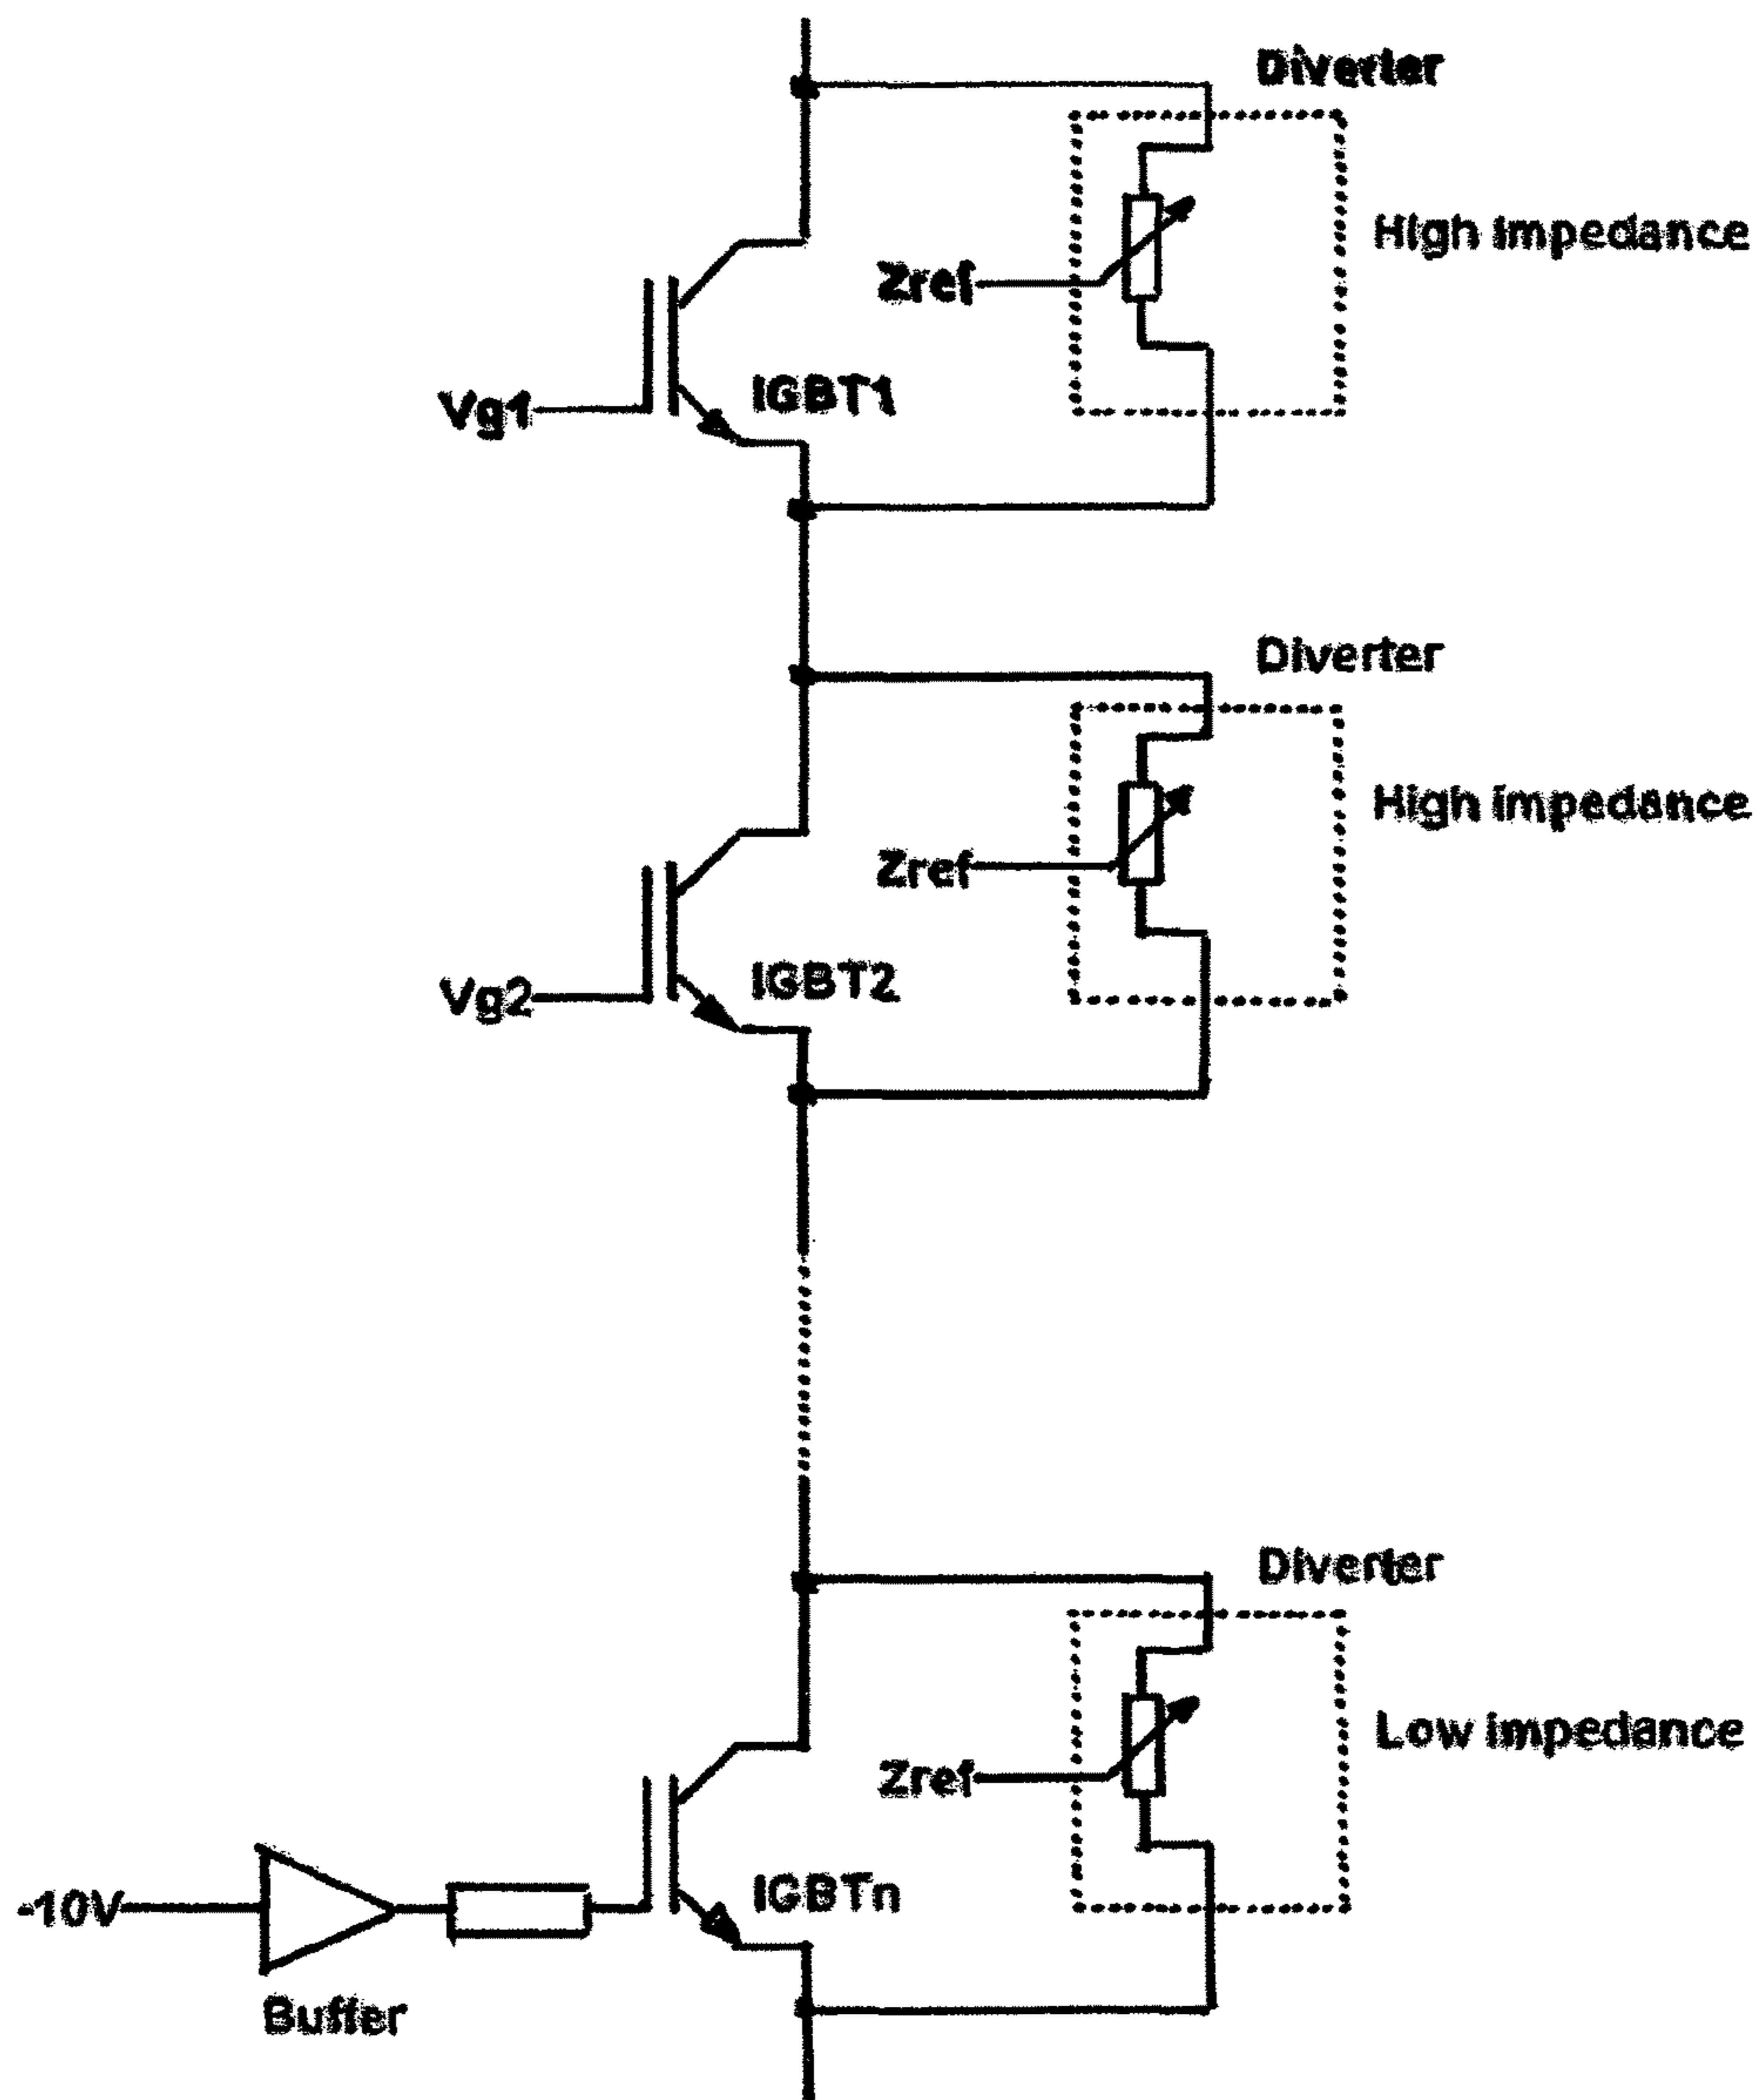 Diverter
High impedance
Zref
IGBT1
Vg1
Diverter
High impedance
Zref
IGBT2
Vg2
Diverter
Low impedance
Zref
IGBTn
-10V
Buffer